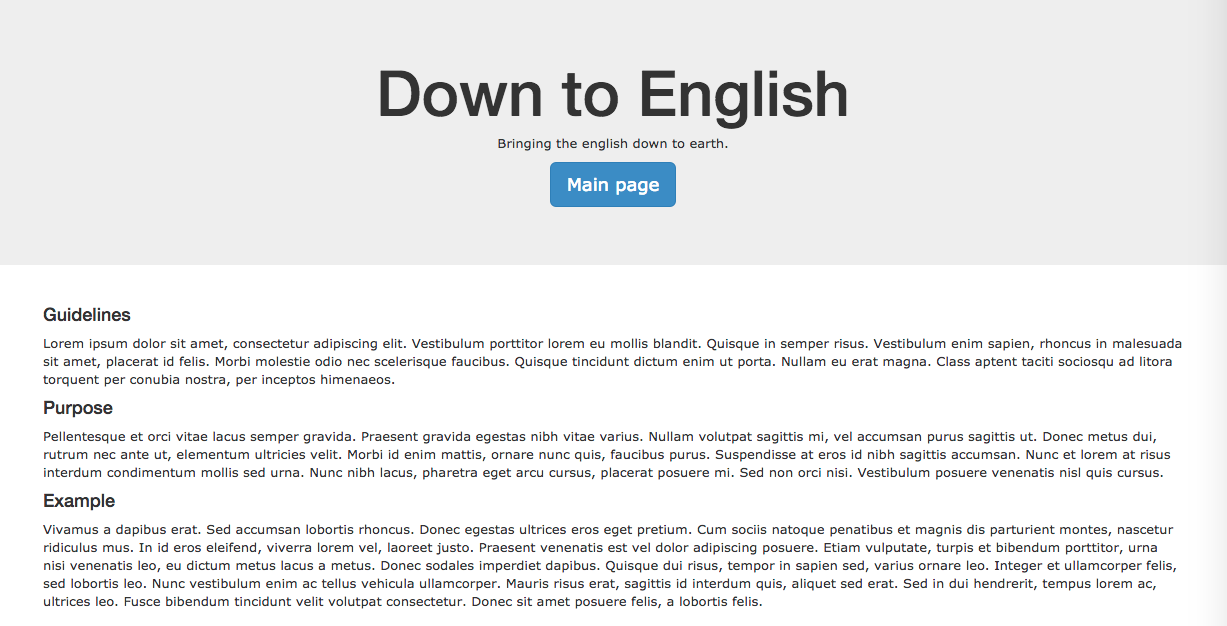 Down to English
Bringing the english down to earth.
Main page
Guidelines
Lorem ipsum dolor sit amet, consectetur adipiscing elit. Vestibulum porttitor lorem eu mollis blandit. Quisque in semper risus. Vestibulum enim sapien, rhoncus in malesuada
sit amet, placerat id felis. Morbi molestie odio nec scelerisque faucibus. Quisque tincidunt dictum enim ut porta. Nullam eu erat magna. Class aptent taciti sociosqu ad litora
torquent per conubia nostra, per inceptos himenaeos.
Purpose
Pellentesque et orci vitae lacus semper gravida. Praesent gravida egestas nibh vitae varius. Nullam volutpat sagittis mi, vel accumsan purus sagittis ut. Donec metus dui,
rutrum nec ante ut, elementum ultricies velit. Morbi id enim mattis, ornare nunc quis, faucibus purus. Suspendisse at eros id nibh sagittis accumsan. Nunc et lorem at risus
interdum condimentum mollis sed urna. Nunc nibh lacus, pharetra eget arcu cursus, placerat posuere mi. Sed non orci nisi. Vestibulum posuere venenatis nisl quis cursus.
Example
Vivamus a dapibus erat. Sed accumsan lobortis rhoncus. Donec egestas ultrices eros eget pretium. Cum sociis natoque penatibus et magnis dis parturient montes, nascetur
ridiculus mus. In id eros eleifend, viverra lorem vel, laoreet justo. Praesent venenatis est vel dolor adipiscing posuere. Etiam vulputate, turpis et bibendum porttitor, urna
nisi venenatis leo, eu dictum metus lacus a metus. Donec sodales imperdiet dapibus. Quisque dui risus, tempor in sapien sed, varius ornare leo. Integer et ullamcorper felis,
sed lobortis leo. Nunc vestibulum enim ac tellus vehicula ullamcorper. Mauris risus erat, sagittis id interdum quis, aliquet sed erat. Sed in dui hendrerit, tempus lorem ac,
ultrices leo. Fusce bibendum tincidunt velit volutpat consectetur. Donec sit amet posuere felis, a lobortis felis.